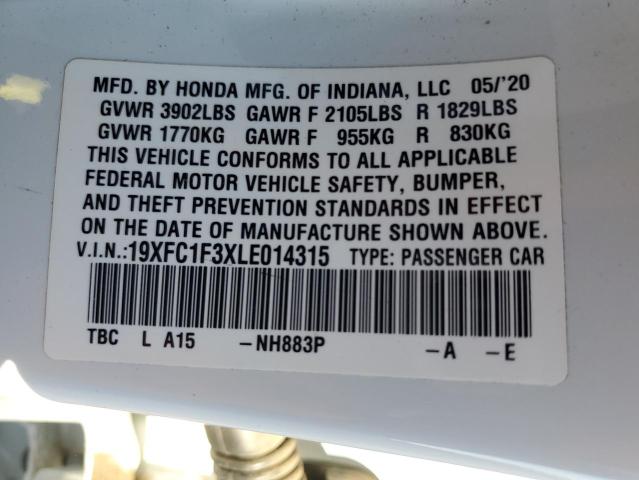 MFD. BY HONDA MFG. OF INDIANA, LLC 05/'20
GVWR 3902LBS GAWR F 2105LBS R 1829LBS
GVWR 1770KG GAWR F 955KG R 830KG
THIS VEHICLE CONFORMS TO ALL APPLICABLE
FEDERAL MOTOR VEHICLE SAFETY, BUMPER,
AND THEFT PREVENTION STANDARDS IN EFFECT
ON THE DATE OF MANUFACTURE SHOWN ABOVE.
V.I.N.:19XFC1F3XLE014315 TYPE: PASSENGER CAR
TBC L A15 -NH883P -A -E